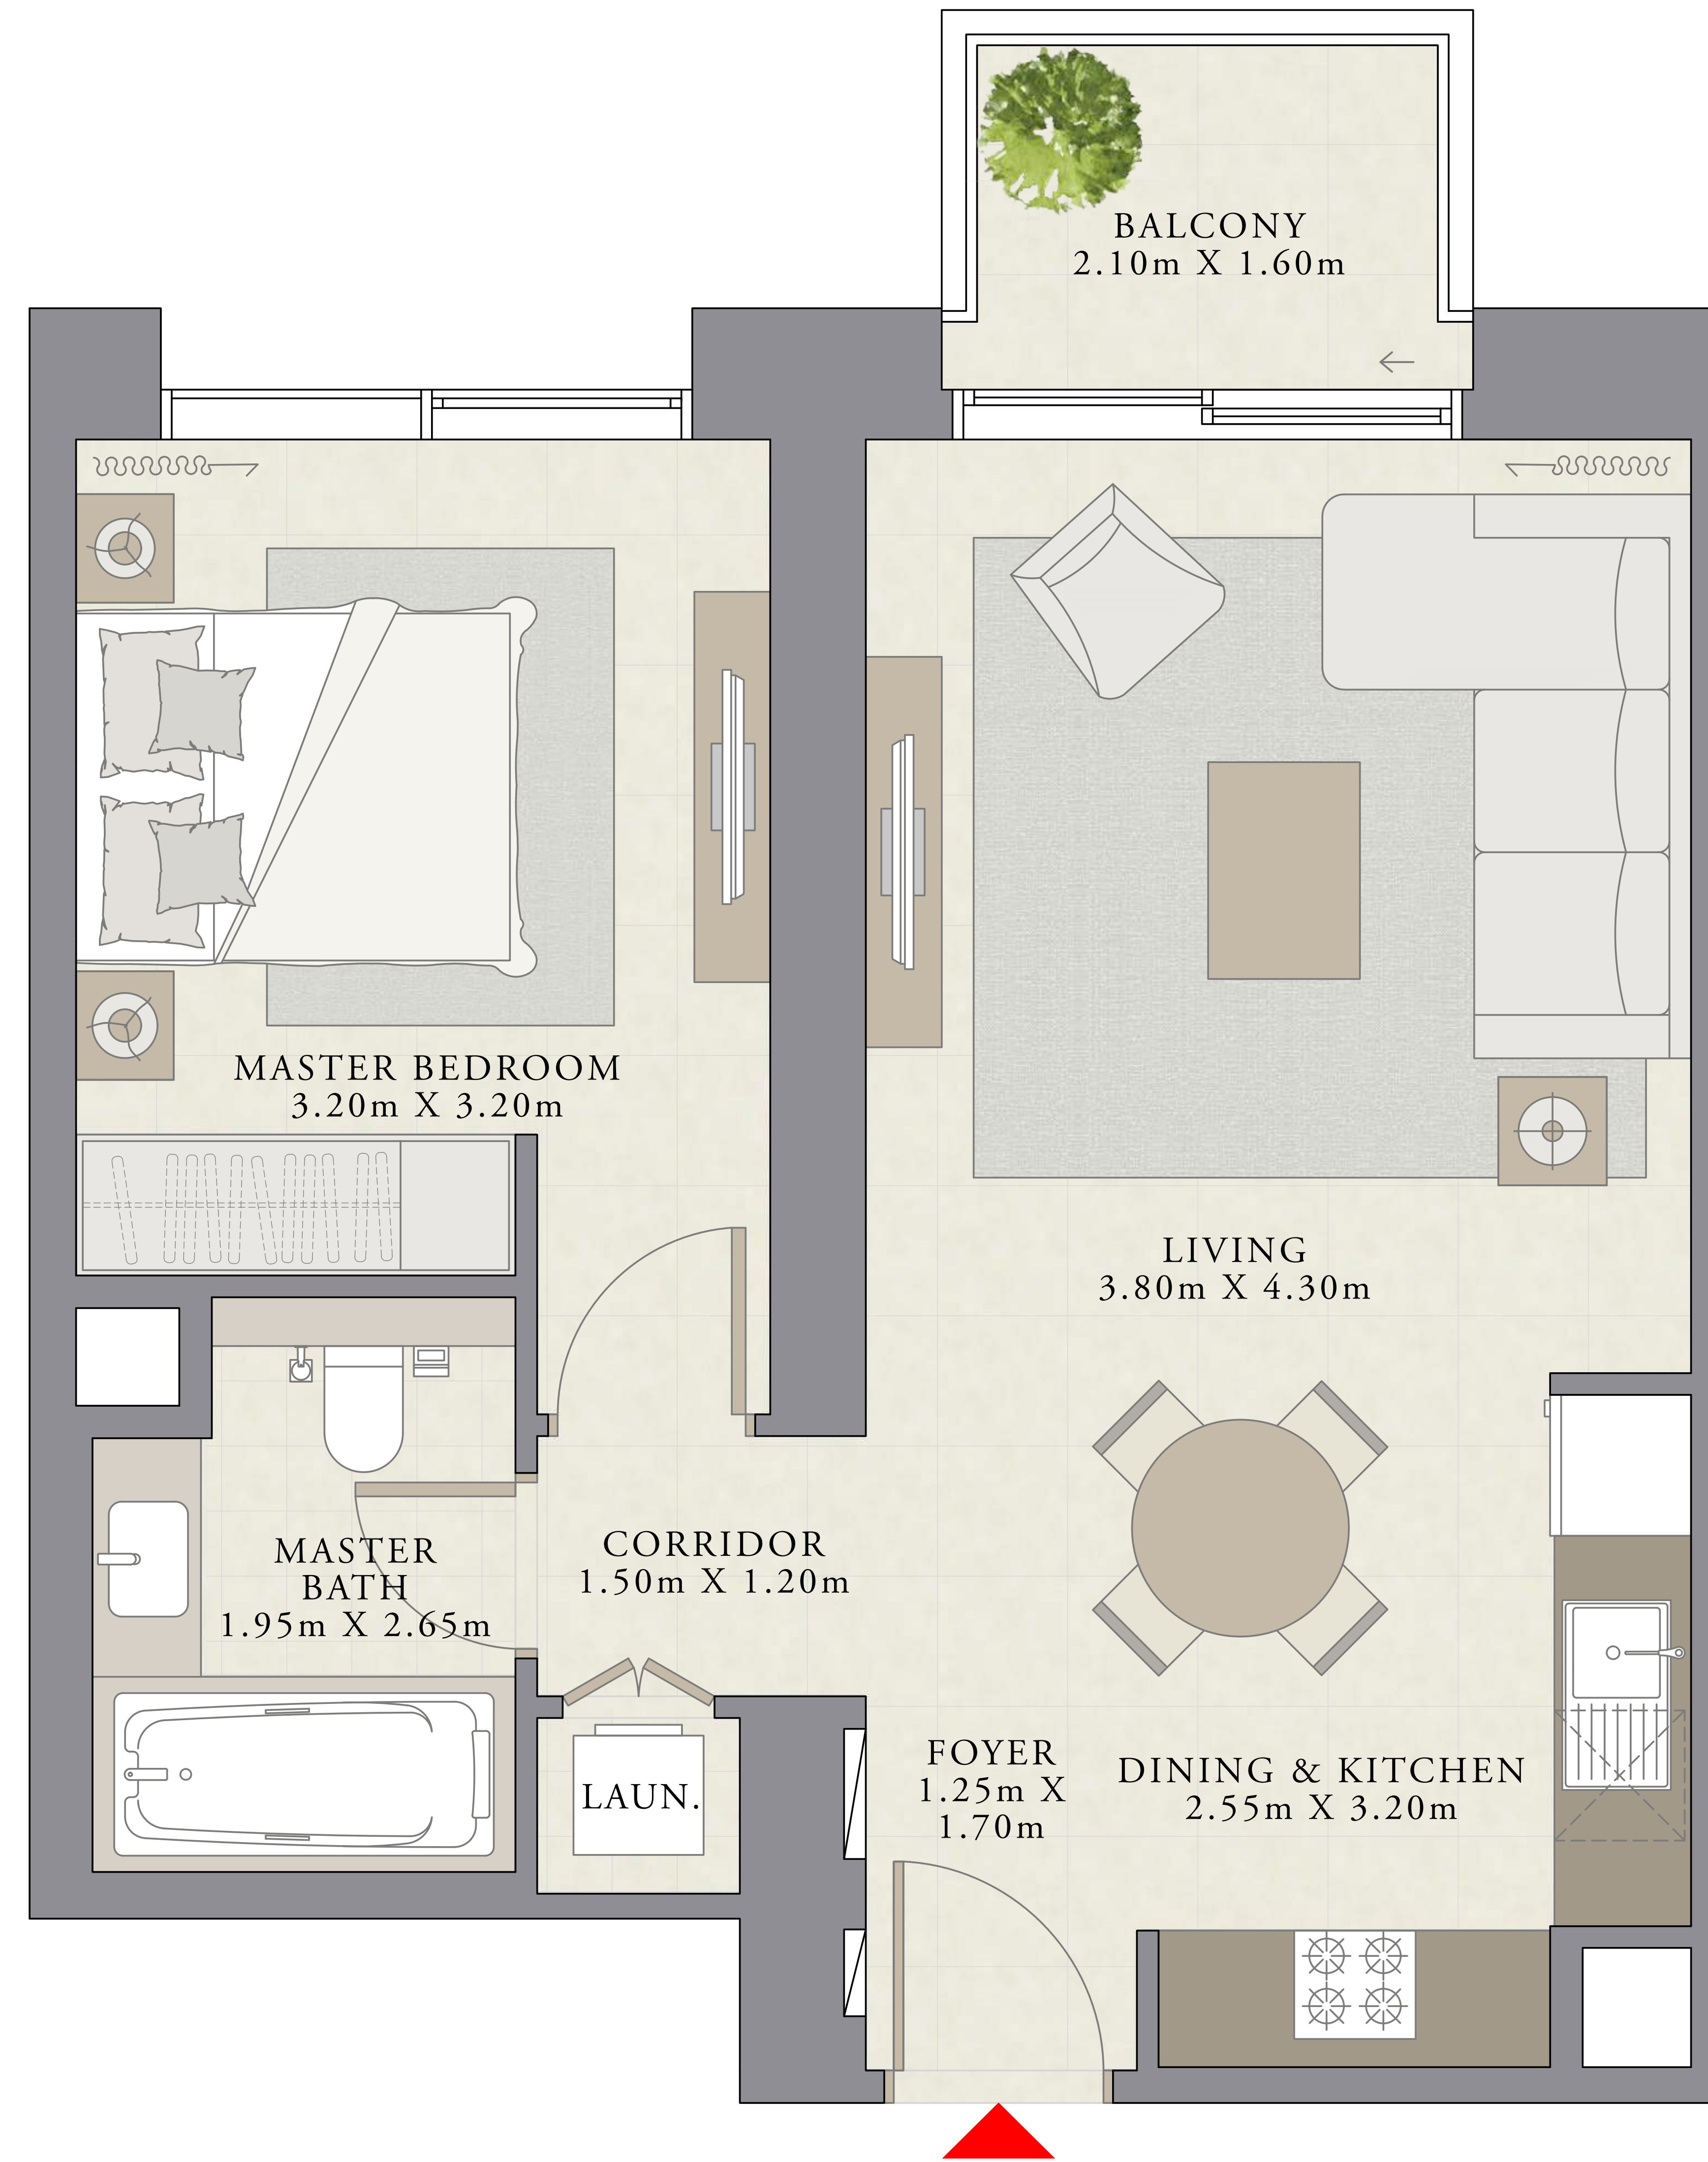 BALCONY
2.10m X 1.60m
MASTER BEDROOM
3.20m X 3.20m
LIVING
3.80m X 4.30m
MASTER
BATH
1.95m X 2.65m
CORRIDOR
1.50m X 1.20m
LAUN.
FOYER
1.25m X
1.70m
DINING & KITCHEN
2.55m X 3.20m